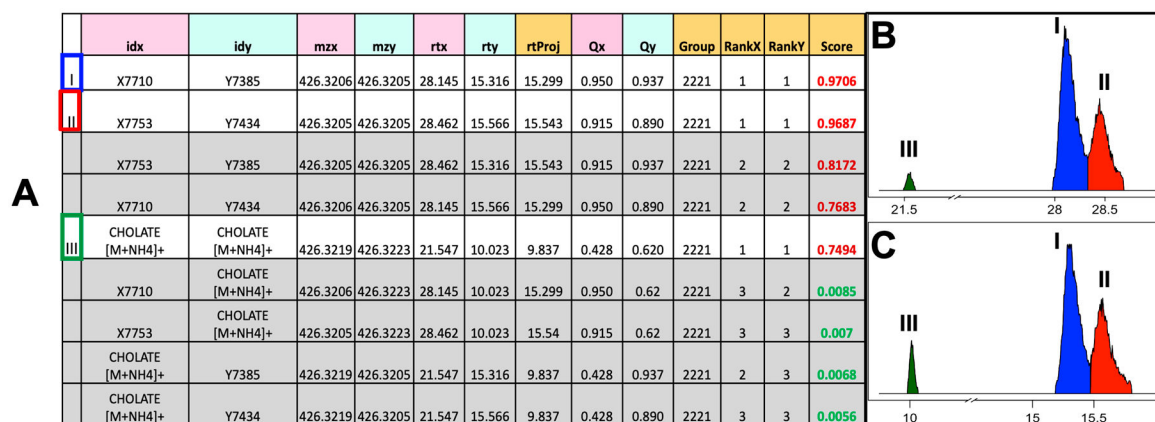 A
idx idy mzx mzy rtx rty rtProj Qx Qy Group RankX RankY Score
I X7710 Y7385 426.3206 426.3205 28.145 15.316 15.299 0.950 0.937 2221 1 1 0.9706
II X7753 Y7434 426.3205 426.3205 28.462 15.566 15.543 0.915 0.890 2221 1 1 0.9687
X7753 Y7385 426.3205 426.3205 28.462 15.316 15.543 0.915 0.937 2221 2 2 0.8172
X7710 Y7434 426.3206 426.3205 28.145 15.566 15.299 0.950 0.890 2221 2 2 0.7683
CHOLATE CHOLATE
III [M+NH4]+ [M+NH4]+ 426.3219 426.3223 21.547 10.023 9.837 0.428 0.620 2221 1 1 0.7494
CHOLATE
X7710 [M+NH4]+ 426.3206 426.3223 28.145 10.023 15.299 0.950 0.62 2221 3 2 0.0085
CHOLATE
X7753 [M+NH4]+ 426.3205 426.3223 28.462 10.023 15.54 0.915 0.62 2221 3 3 0.007
CHOLATE
[M+NH4]+ Y7385 426.3219 426.3205 21.547 15.316 9.837 0.428 0.937 2221 2 3 0.0068
CHOLATE
[M+NH4]+ Y7434 426.3219 426.3205 21.547 15.566 9.837 0.428 0.890 2221 3 3 0.0056
B
I
II
III
21.5 28 28.5
C
I
II
III
10 15 15.5